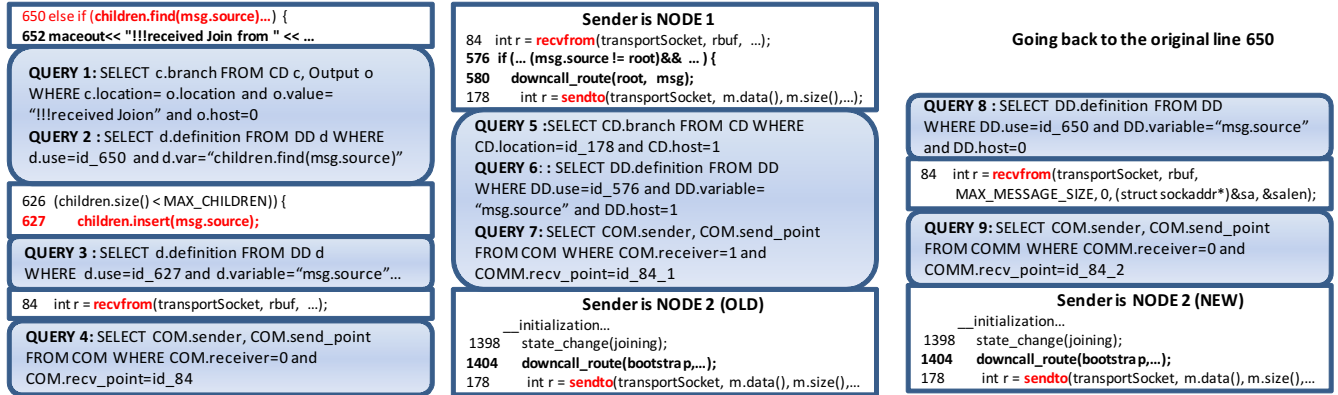 650 else if (children.find(msg.source)…) {
652 maceout<< "!!!received Join from " << …
QUERY 1: SELECT c.branch FROM CD c, Output o
WHERE c.location= o.location and o.value=
“!!!received Joion” and o.host=0
QUERY 2 : SELECT d.definition FROM DD d WHERE
d.use=id_650 and d.var=“children.find(msg.source)”
626 (children.size() < MAX_CHILDREN)) {
627 children.insert(msg.source);
QUERY 3 : SELECT d.definition FROM DD d
WHERE d.use=id_627 and d.variable=“msg.source”…
84 int r = recvfrom(transportSocket, rbuf, …);
QUERY 4: SELECT COM.sender, COM.send_point
FROM COM WHERE COM.receiver=0 and
COM.recv_point=id_84
Sender is NODE 1
84 int r = recvfrom(transportSocket, rbuf, …);
576 if (… (msg.source != root)&& … ) {
580 downcall_route(root, msg);
178 int r = sendto(transportSocket, m.data(), m.size(),…);
QUERY 5 :SELECT CD.branch FROM CD WHERE
CD.location=id_178 and CD.host=1
QUERY 6: : SELECT DD.definition FROM DD
WHERE DD.use=id_576 and DD.variable=
“msg.source” and DD.host=1
QUERY 7: SELECT COM.sender, COM.send_point
FROM COM WHERE COM.receiver=1 and
COMM.recv_point=id_84_1
Sender is NODE 2 (OLD)
__initialization…
1398 state_change(joining);
1404 downcall_route(bootstrap,…);
178 int r = sendto(transportSocket, m.data(), m.size(),…
Going back to the original line 650
QUERY 8 : SELECT DD.definition FROM DD
WHERE DD.use=id_650 and DD.variable=“msg.source”
and DD.host=0
84 int r = recvfrom(transportSocket, rbuf,
MAX_MESSAGE_SIZE, 0, (struct sockaddr*)&sa, &salen);
QUERY 9: SELECT COM.sender, COM.send_point
FROM COMM WHERE COMM.receiver=0 and
COMM.recv_point=id_84_2
Sender is NODE 2 (NEW)
__initialization…
1398 state_change(joining);
1404 downcall_route(bootstrap,…);
178 int r = sendto(transportSocket, m.data(), m.size(),…